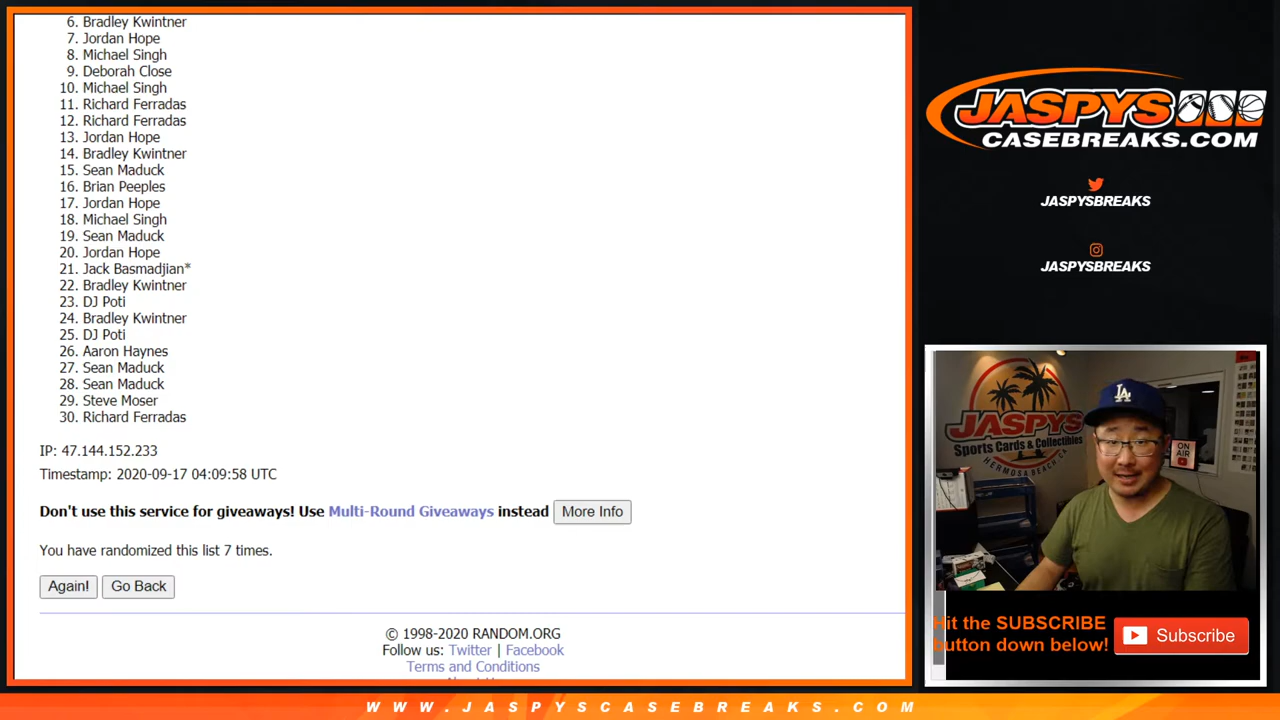 6. Bradley Kwintner
7. Jordan Hope
8. Michael Singh
9. Deborah Close
10. Michael Singh
11. Richard Ferradas
12. Richard Ferradas
13. Jordan Hope
14. Bradley Kwintner
15. Sean Maduck
16. Brian Peeples
17. Jordan Hope
18. Michael Singh
19. Sean Maduck
20. Jordan Hope
21. Jack Basmadjian*
22. Bradley Kwintner
23. DJ Poti
24. Bradley Kwintner
25. DJ Poti
26. Aaron Haynes
27. Sean Maduck
28. Sean Maduck
29. Steve Moser
30. Richard Ferradas
IP: 47.144.152.233
Timestamp: 2020-09-17 04:09:58 UTC
Don't use this service for giveaways! Use Multi-Round Giveaways instead More Info
You have randomized this list 7 times.
Again! Go Back
© 1998-2020 RANDOM.ORG
Follow us: Twitter | Facebook
Terms and Conditions
JASPYS
CASEBREAKS.COM
JASPYSBREAKS
JASPYSBREAKS
JASPYS
Sports Cards & Collectibles
HERMOSA BEACH, CA
LA
ON
AIR
Hit the SUBSCRIBE
button down below!
Subscribe
WWW.JASPYSCASEBREAKS.COM